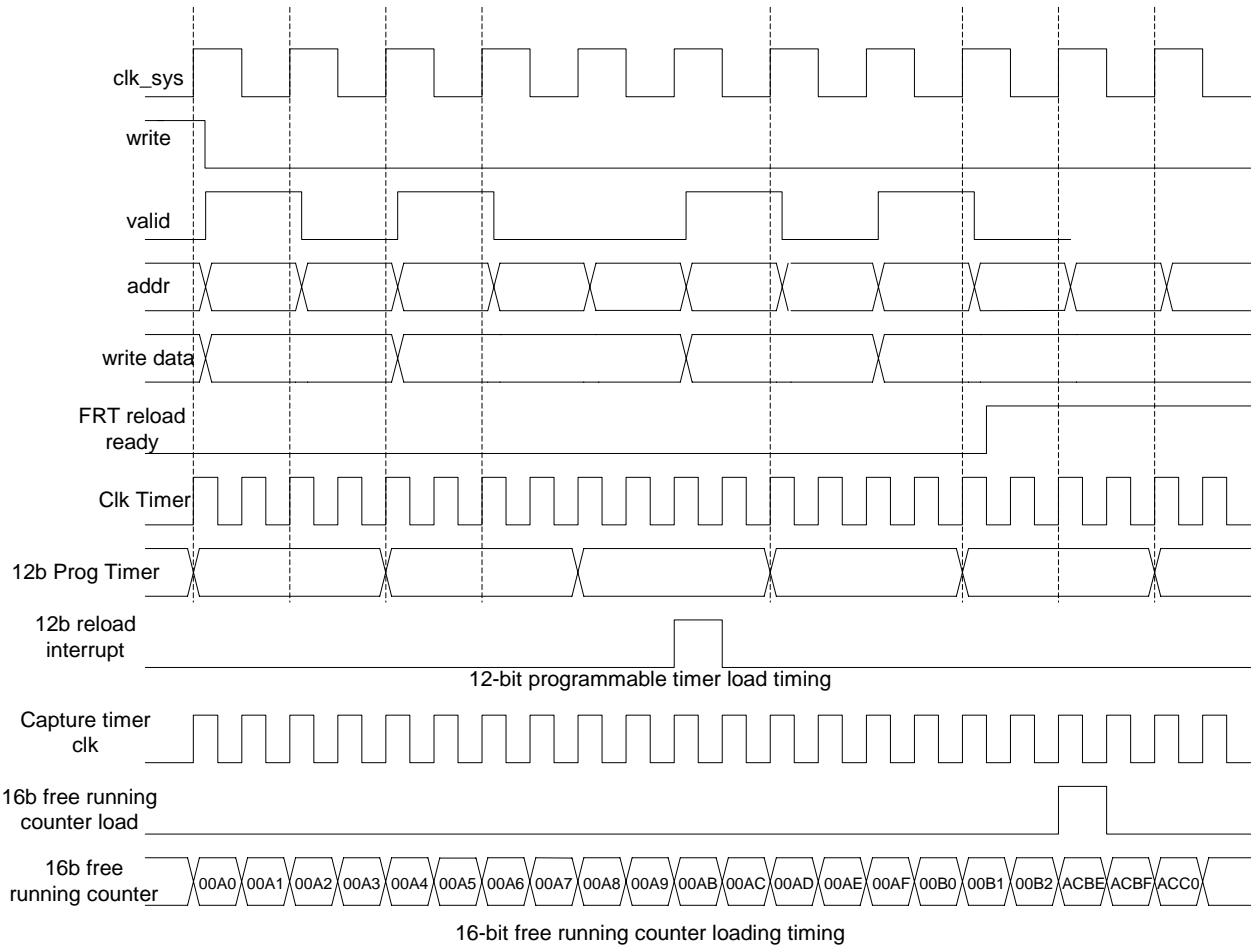 clk_sys
write
valid
addr
write data
FRT reload
ready
Clk Timer
12b Prog Timer
12b reload
interrupt
12-bit programmable timer load timing
Capture timer
clk
16b free running
counter load
16b free
running counter
00A0 00A1 00A2 00A3 00A4 00A5 00A6 00A7 00A8 00A9 00AB 00AC 00AD 00AE 00AF 00B0 00B1 00B2 ACBE ACBF ACC0
16-bit free running counter loading timing